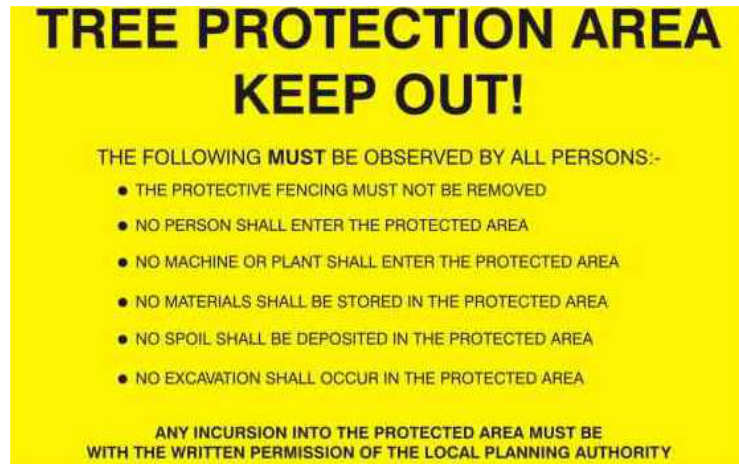 TREE PROTECTION AREA
KEEP OUT!
THE FOLLOWING MUST BE OBSERVED BY ALL PERSONS:-
• THE PROTECTIVE FENCING MUST NOT BE REMOVED
• NO PERSON SHALL ENTER THE PROTECTED AREA
• NO MACHINE OR PLANT SHALL ENTER THE PROTECTED AREA
• NO MATERIALS SHALL BE STORED IN THE PROTECTED AREA
• NO SPOIL SHALL BE DEPOSITED IN THE PROTECTED AREA
• NO EXCAVATION SHALL OCCUR IN THE PROTECTED AREA
ANY INCURSION INTO THE PROTECTED AREA MUST BE
WITH THE WRITTEN PERMISSION OF THE LOCAL PLANNING AUTHORITY